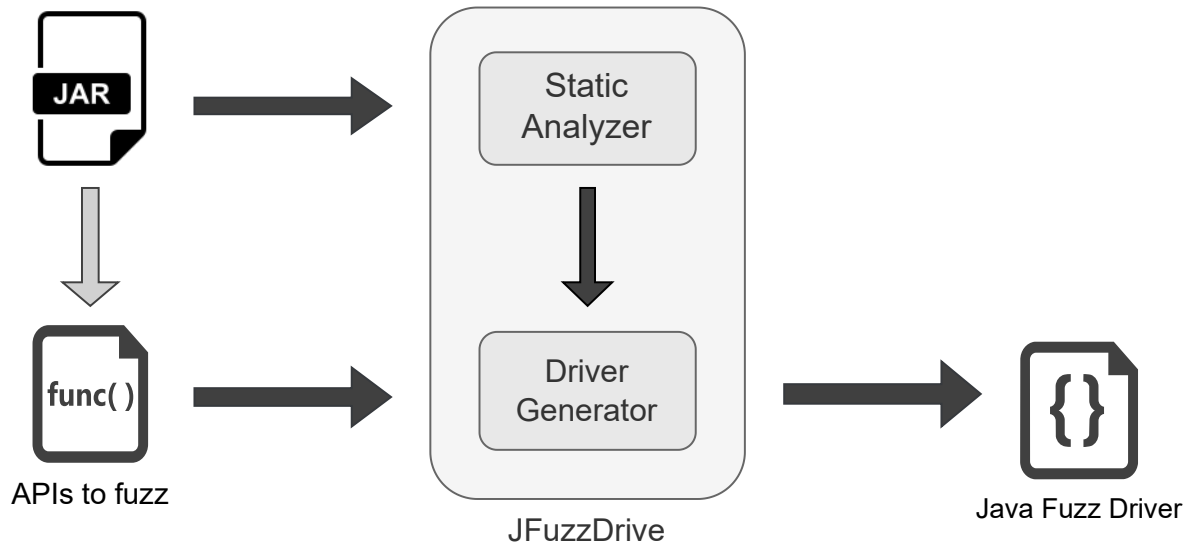 JAR
Static
Analyzer
func( )
Driver
Generator
{}
APIs to fuzz
Java Fuzz Driver
JFuzzDrive